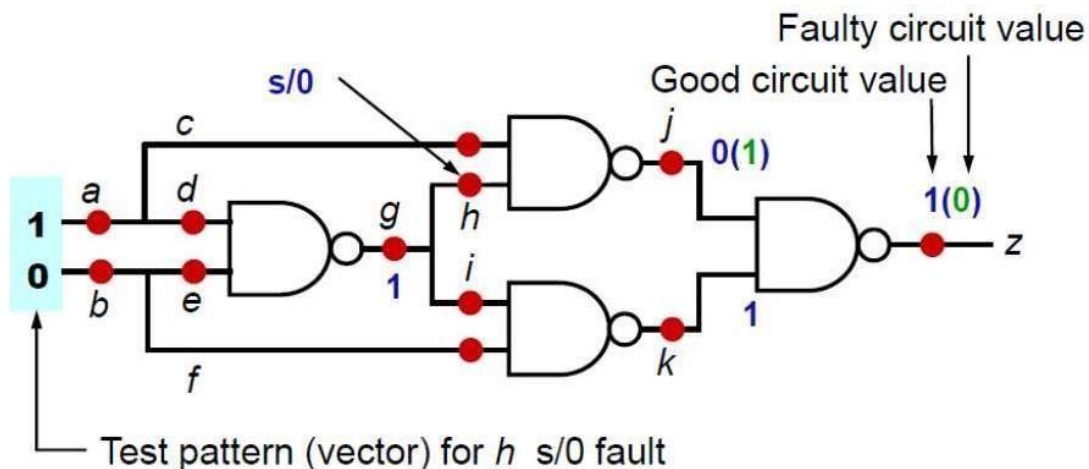 Faulty circuit value
Good circuit value
s/0
c
j
0(1)
1(0)
a
d
h
g
1
1
z
0
i
1
b
e
k
f
Test pattern (vector) for h s/0 fault